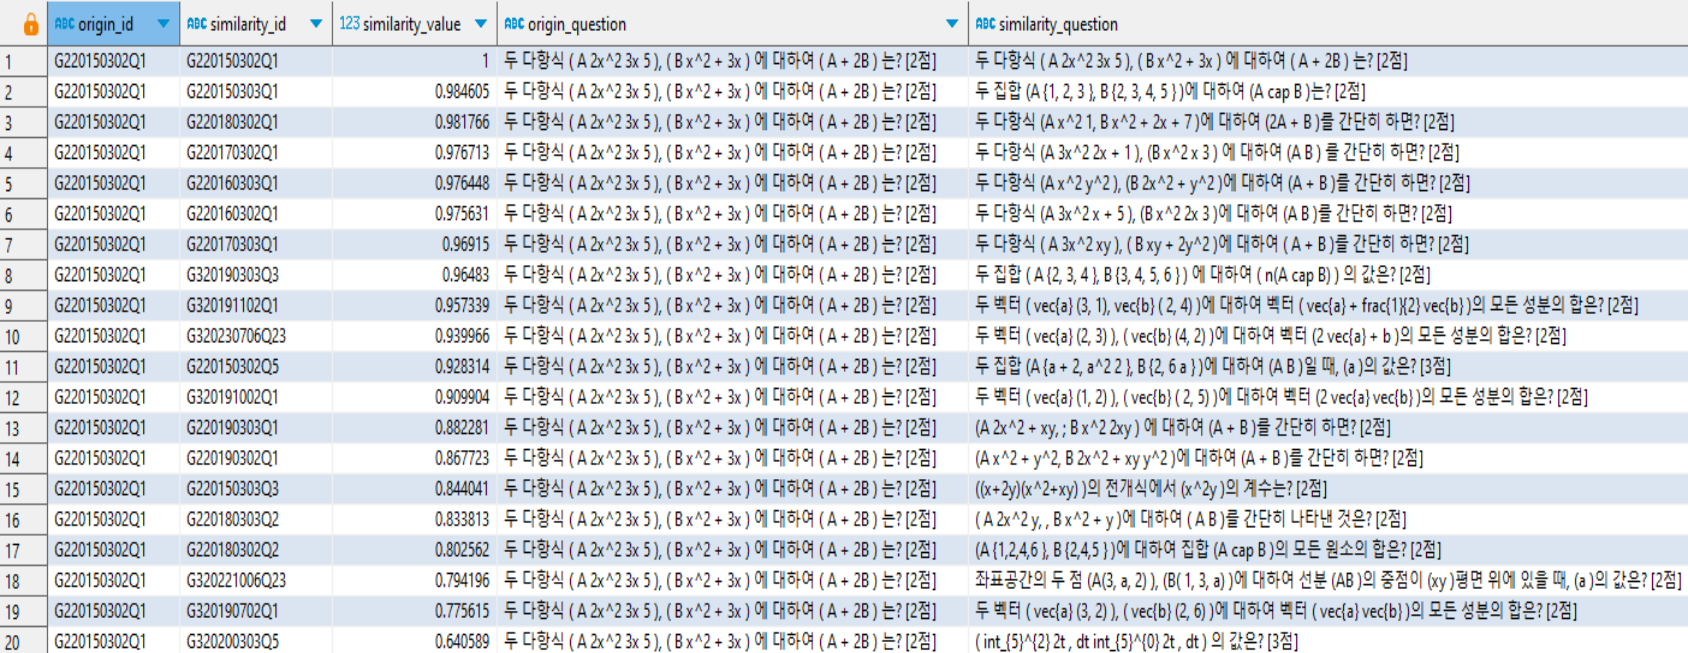 ABC origin_id ABC similarity_id 123 similarity_value ABC origin_question ABC similarity_question
1 G220150302Q1 G220150302Q1 1 두 다항식 ( A 2x^2 3x 5 ), ( B x^2 + 3x ) 에 대하여 ( A + 2B ) 는? [2점] 두 다항식 ( A 2x^2 3x 5 ), ( B x^2 + 3x ) 에 대하여 ( A + 2B ) 는? [2점]
2 G220150302Q1 G220150303Q1 0.984605 두 다항식 ( A 2x^2 3x 5 ), ( B x^2 + 3x ) 에 대하여 ( A + 2B ) 는? [2점] 두 집합 (A {1, 2, 3 }, B {2, 3, 4, 5 } )에 대하여 (A cap B )는? [2점]
3 G220150302Q1 G220180302Q1 0.981766 두 다항식 ( A 2x^2 3x 5 ), ( B x^2 + 3x ) 에 대하여 ( A + 2B ) 는? [2점] 두 다항식 (A x^2 1, B x^2 + 2x + 7 )에 대하여 (2A + B )를 간단히 하면? [2점]
4 G220150302Q1 G220170302Q1 0.976713 두 다항식 ( A 2x^2 3x 5 ), ( B x^2 + 3x ) 에 대하여 ( A + 2B ) 는? [2점] 두 다항식 (A 3x^2 2x + 1 ), (B x^2 x 3 ) 에 대하여 (A B ) 를 간단히 하면? [2점]
5 G220150302Q1 G220160303Q1 0.976448 두 다항식 ( A 2x^2 3x 5 ), ( B x^2 + 3x ) 에 대하여 ( A + 2B ) 는? [2점] 두 다항식 (A x^2 y^2 ), (B 2x^2 + y^2 )에 대하여 (A + B )를 간단히 하면? [2점]
6 G220150302Q1 G220160302Q1 0.975631 두 다항식 ( A 2x^2 3x 5 ), ( B x^2 + 3x ) 에 대하여 ( A + 2B ) 는? [2점] 두 다항식 (A 3x^2 x + 5 ), (B x^2 2x 3 )에 대하여 (A B )를 간단히 하면? [2점]
7 G220150302Q1 G220170303Q1 0.96915 두 다항식 ( A 2x^2 3x 5 ), ( B x^2 + 3x ) 에 대하여 ( A + 2B ) 는? [2점] 두 다항식 ( A 3x^2 xy ), ( B xy + 2y^2 )에 대하여 (A + B )를 간단히 하면? [2점]
8 G220150302Q1 G320190303Q3 0.96483 두 다항식 ( A 2x^2 3x 5 ), ( B x^2 + 3x ) 에 대하여 ( A + 2B ) 는? [2점] 두 집합 ( A {2, 3, 4 }, B {3, 4, 5, 6 } ) 에 대하여 ( n(A cap B) ) 의 값은? [2점]
9 G220150302Q1 G320191102Q1 0.957339 두 다항식 ( A 2x^2 3x 5 ), ( B x^2 + 3x ) 에 대하여 ( A + 2B ) 는? [2점] 두 벡터 ( vec{a} (3, 1), vec{b} ( 2, 4) )에 대하여 벡터 ( vec{a} + frac{1}{2} vec{b} )의 모든 성분의 합은? [2점]
10 G220150302Q1 G320230706Q23 0.939966 두 다항식 ( A 2x^2 3x 5 ), ( B x^2 + 3x ) 에 대하여 ( A + 2B ) 는? [2점] 두 벡터 ( vec{a} (2, 3) ), ( vec{b} (4, 2) )에 대하여 벡터 (2 vec{a} + b )의 모든 성분의 합은? [2점]
11 G220150302Q1 G220150302Q5 0.928314 두 다항식 ( A 2x^2 3x 5 ), ( B x^2 + 3x ) 에 대하여 ( A + 2B ) 는? [2점] 두 집합 (A {a + 2, a^2 2 }, B {2, 6 a } )에 대하여 (A B )일 때, (a )의 값은? [3점]
12 G220150302Q1 G320191002Q1 0.909904 두 다항식 ( A 2x^2 3x 5 ), ( B x^2 + 3x ) 에 대하여 ( A + 2B ) 는? [2점] 두 벡터 ( vec{a} (1, 2) ), ( vec{b} ( 2, 5) )에 대하여 벡터 (2 vec{a} vec{b} )의 모든 성분의 합은? [2점]
13 G220150302Q1 G220190303Q1 0.882281 두 다항식 ( A 2x^2 3x 5 ), ( B x^2 + 3x ) 에 대하여 ( A + 2B ) 는? [2점] (A 2x^2 + xy, ; B x^2 2xy ) 에 대하여 (A + B )를 간단히 하면? [2점]
14 G220150302Q1 G220190302Q1 0.867723 두 다항식 ( A 2x^2 3x 5 ), ( B x^2 + 3x ) 에 대하여 ( A + 2B ) 는? [2점] (A x^2 + y^2, B 2x^2 + xy y^2 )에 대하여 (A + B )를 간단히 하면? [2점]
15 G220150302Q1 G220150303Q3 0.844041 두 다항식 ( A 2x^2 3x 5 ), ( B x^2 + 3x ) 에 대하여 ( A + 2B ) 는? [2점] ((x+2y)(x^2+xy) )의 전개식에서 (x^2y )의 계수는? [2점]
16 G220150302Q1 G220180303Q2 0.833813 두 다항식 ( A 2x^2 3x 5 ), ( B x^2 + 3x ) 에 대하여 ( A + 2B ) 는? [2점] ( A 2x^2 y, , B x^2 + y )에 대하여 ( A B )를 간단히 나타낸 것은? [2점]
17 G220150302Q1 G220180302Q2 0.802562 두 다항식 ( A 2x^2 3x 5 ), ( B x^2 + 3x ) 에 대하여 ( A + 2B ) 는? [2점] (A {1,2,4,6 }, B {2,4,5 } )에 대하여 집합 (A cap B )의 모든 원소의 합은? [2점]
18 G220150302Q1 G320221006Q23 0.794196 두 다항식 ( A 2x^2 3x 5 ), ( B x^2 + 3x ) 에 대하여 ( A + 2B ) 는? [2점] 좌표공간의 두 점 (A(3, a, 2) ), (B( 1, 3, a) )에 대하여 선분 (AB )의 중점이 (xy )평면 위에 있을 때, (a )의 값은? [2점]
19 G220150302Q1 G320190702Q1 0.775615 두 다항식 ( A 2x^2 3x 5 ), ( B x^2 + 3x ) 에 대하여 ( A + 2B ) 는? [2점] 두 벡터 ( vec{a} (3, 2) ), ( vec{b} (2, 6) )에 대하여 벡터 ( vec{a} vec{b} )의 모든 성분의 합은? [2점]
20 G220150302Q1 G320200303Q5 0.640589 두 다항식 ( A 2x^2 3x 5 ), ( B x^2 + 3x ) 에 대하여 ( A + 2B ) 는? [2점] ( int_{5}^{2} 2t , dt int_{5}^{0} 2t , dt ) 의 값은? [3점]